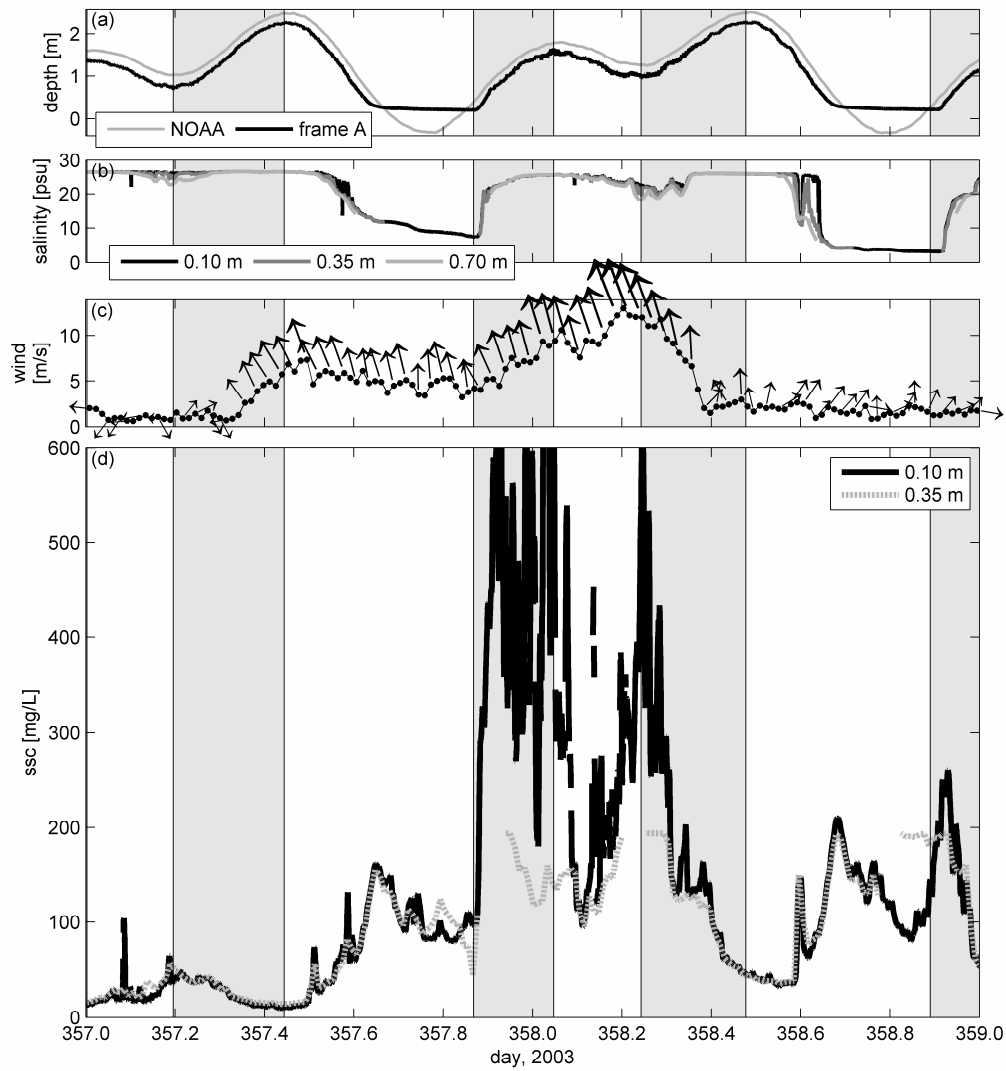 (a)
depth [m]
2
1
0
NOAA frame A
(b)
salinity [psu]
30
20
10
0
0.10 m 0.35 m 0.70 m
(c)
wind
[m/s]
10
5
0
(d)
ssc [mg/L]
600
500
400
300
200
100
0
0.10 m
0.35 m
357.0 357.2 357.4 357.6 357.8 358.0 358.2 358.4 358.6 358.8 359.0
day, 2003